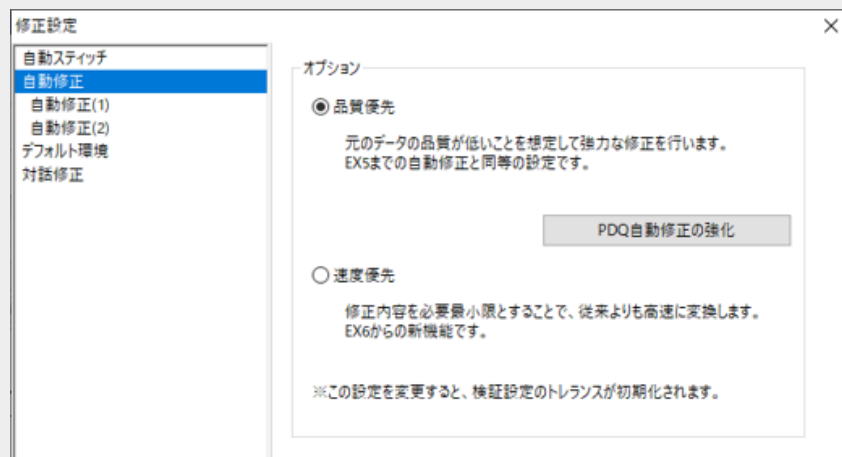 修正設定
自動スティッチ
自動修正
自動修正(1)
自動修正(2)
デフォルト環境
対話修正
オプション
品質優先
元のデータの品質が低いことを想定して強力な修正を行います。
EX5までの自動修正と同等の設定です。
PDQ自動修正の強化
速度優先
修正内容を必要最小限とすることで、従来よりも高速に変換します。
EX6からの新機能です。
※この設定を変更すると、検証設定のトレランスが初期化されます。